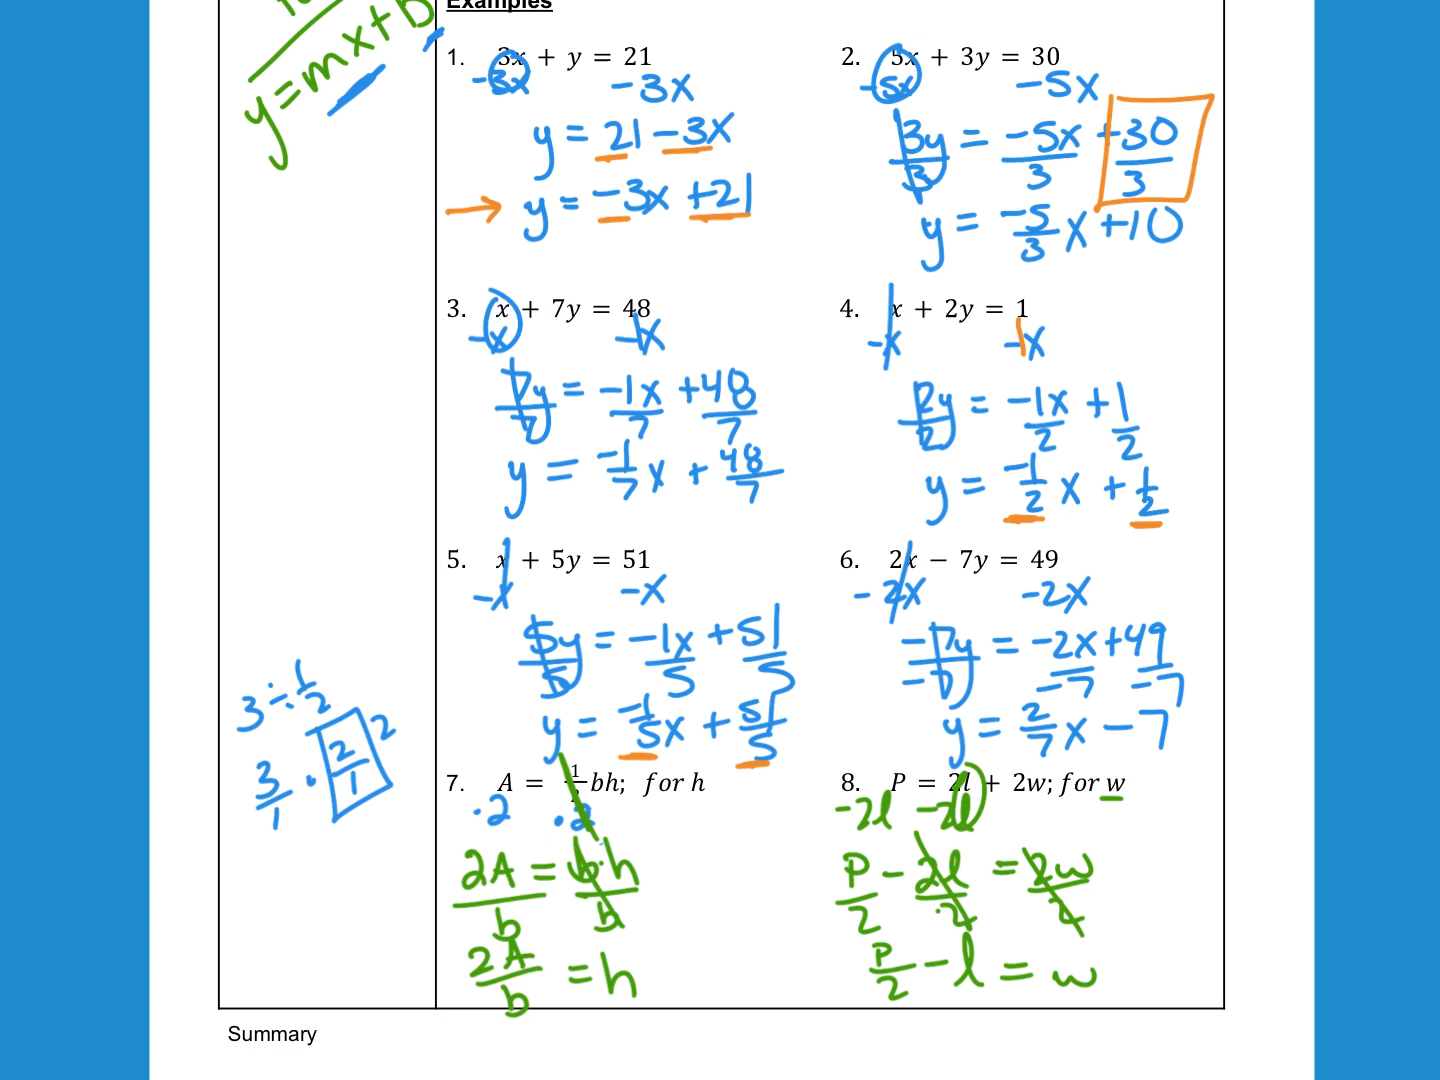 y = mx + b
Examples
1. 3x + y = 21
-3x -3x
y = 21 - 3x
y = -3x + 21
2. 5x + 3y = 30
-5x -5x
3y/3 = -5x/3 + 30/3
y = -5/3 x + 10
3. x + 7y = 48
-x -1x
7y/7 = -1x/7 + 48/7
y = -1/7 x + 48/7
4. x + 2y = 1
-x -1x
2y/2 = -1x/2 + 1/2
y = -1/2 x + 1/2
5. x + 5y = 51
-x -x
5y/5 = -1x/5 + 51/5
y = -1/5 x + 51/5
6. 2x − 7y = 49
-2x -2x
-7y/-7 = -2x/-7 + 49/-7
y = 2/7 x - 7
3 ÷ 1/2
3/1 · 2/1 2
7. A = 1/2 bh; for h
·2 ·2
2A/b = b·h/b
2A/b = h
8. P = 2l + 2w; for w
-2l -2l
P/2 - 2l/2 = 2w/2
P/2 - l = w
Summary